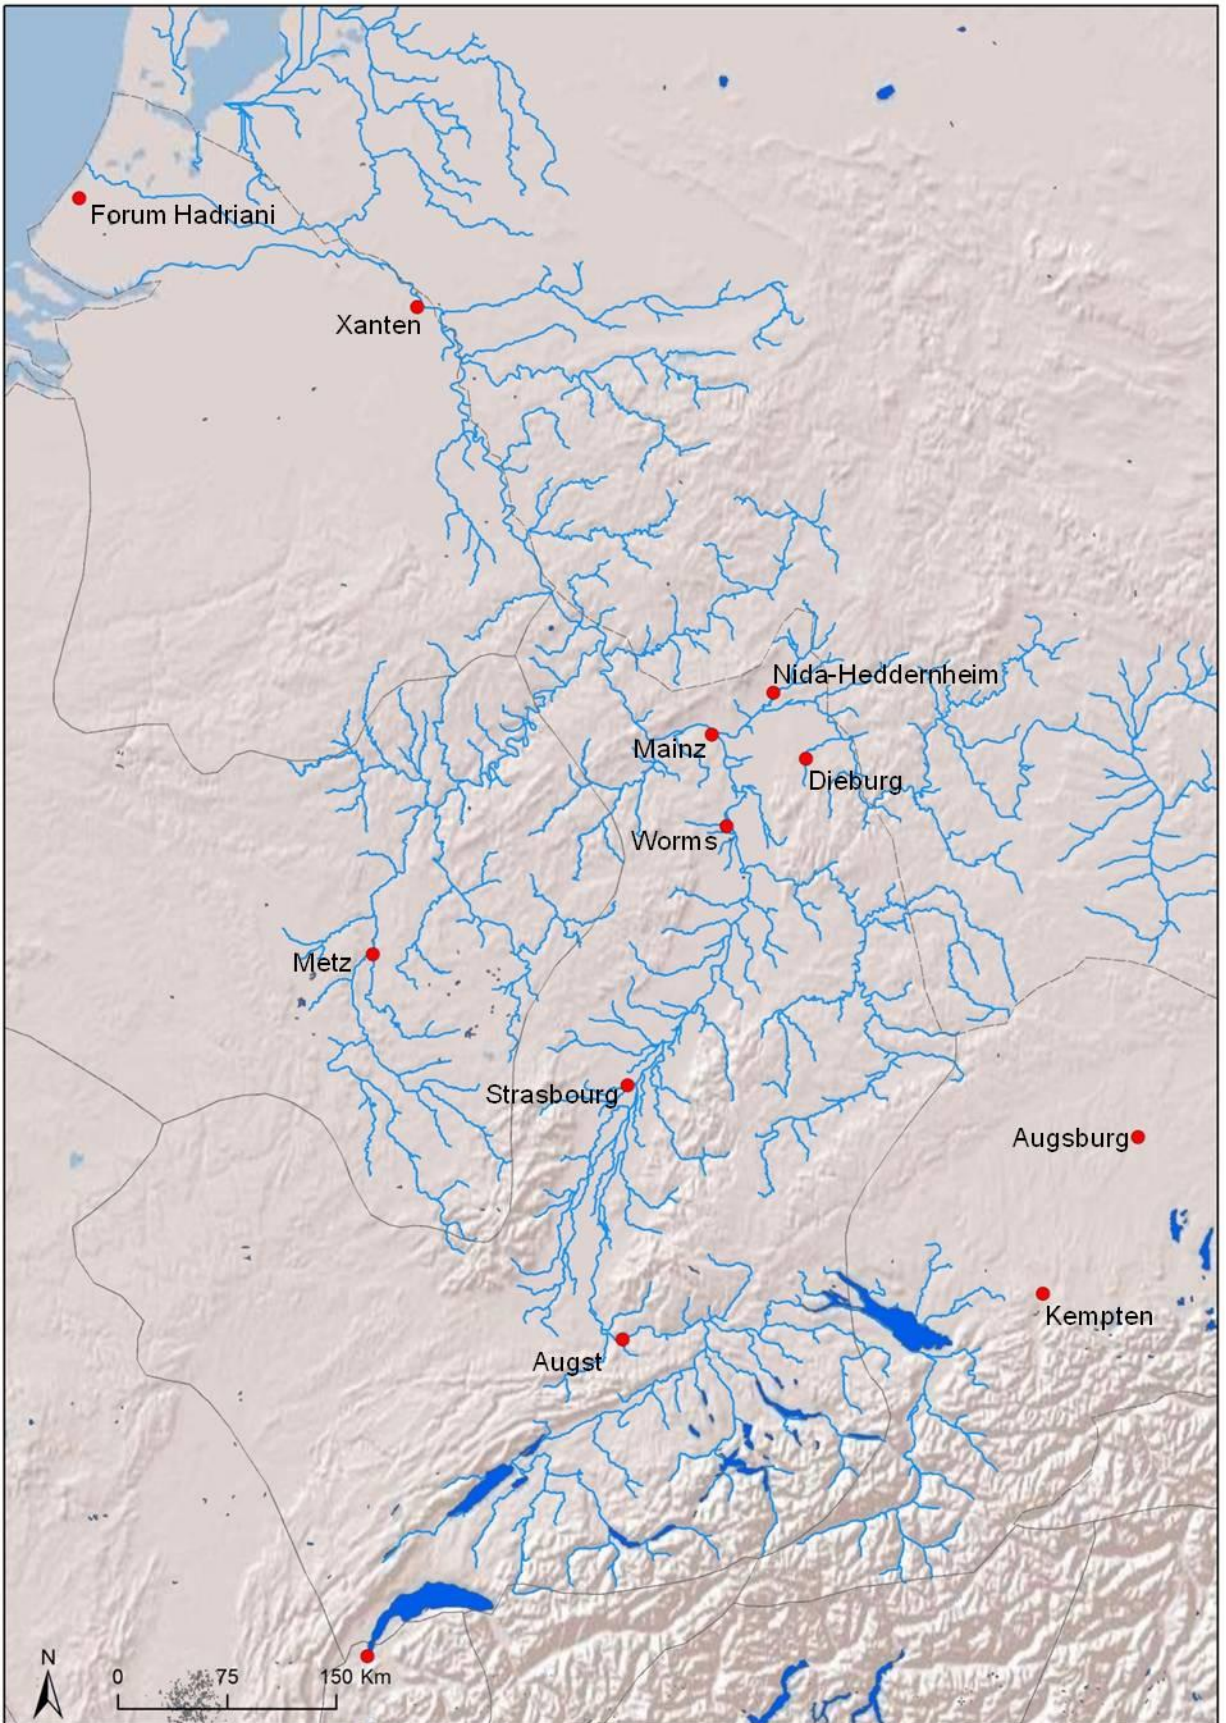 Forum Hadriani
Xanten
Nida-Heddernheim
Mainz
Dieburg
Worms
Metz
Strasbourg
Augsburg
Kempten
Augst
N
0 75 150 Km